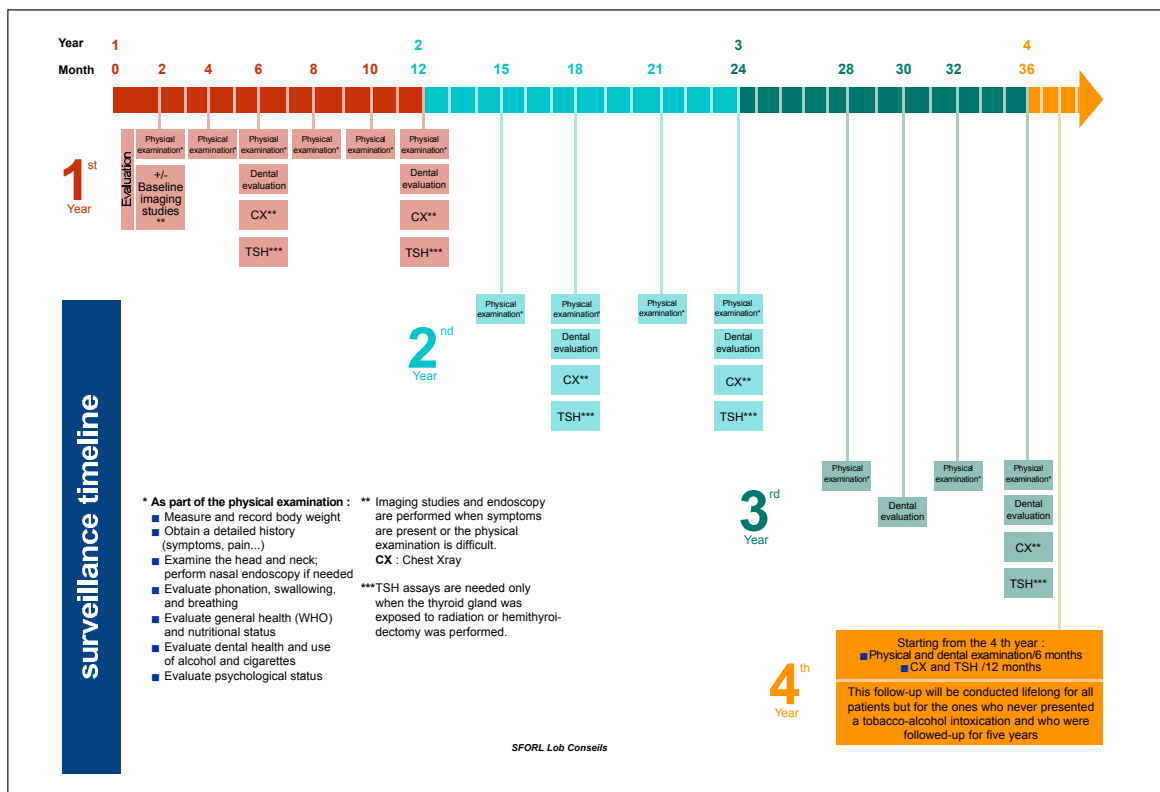 Year 1 2 3 4
Month 0 2 4 6 8 10 12 15 18 21 24 28 30 32 36
1st
Year
Evaluation
Physical
examination*
+/-
Baseline
imaging
studies
**
Physical
examination*
Physical
examination*
Dental
evaluation
CX**
TSH***
Physical
examination*
Physical
examination*
Physical
examination*
Dental
evaluation
CX**
TSH***
2nd
Year
Physical
examination*
Physical
examination*
Dental
evaluation
CX**
TSH***
Physical
examination*
Physical
examination*
Dental
evaluation
CX**
TSH***
3rd
Year
Physical
examination*
Dental
evaluation
Physical
examination*
Physical
examination*
Dental
evaluation
CX**
TSH***
surveillance timeline
* As part of the physical examination :
Measure and record body weight
Obtain a detailed history
(symptoms, pain...)
Examine the head and neck;
perform nasal endoscopy if needed
Evaluate phonation, swallowing,
and breathing
Evaluate general health (WHO)
and nutritional status
Evaluate dental health and use
of alcohol and cigarettes
Evaluate psychological status
** Imaging studies and endoscopy
are performed when symptoms
are present or the physical
examination is difficult.
CX : Chest Xray
***TSH assays are needed only
when the thyroid gland was
exposed to radiation or hemithyroi-
dectomy was performed.
4th
Year
Starting from the 4 th year :
Physical and dental examination/6 months
CX and TSH /12 months
This follow-up will be conducted lifelong for all
patients but for the ones who never presented
a tobacco-alcohol intoxication and who were
followed-up for five years
SFORL Lob Conseils